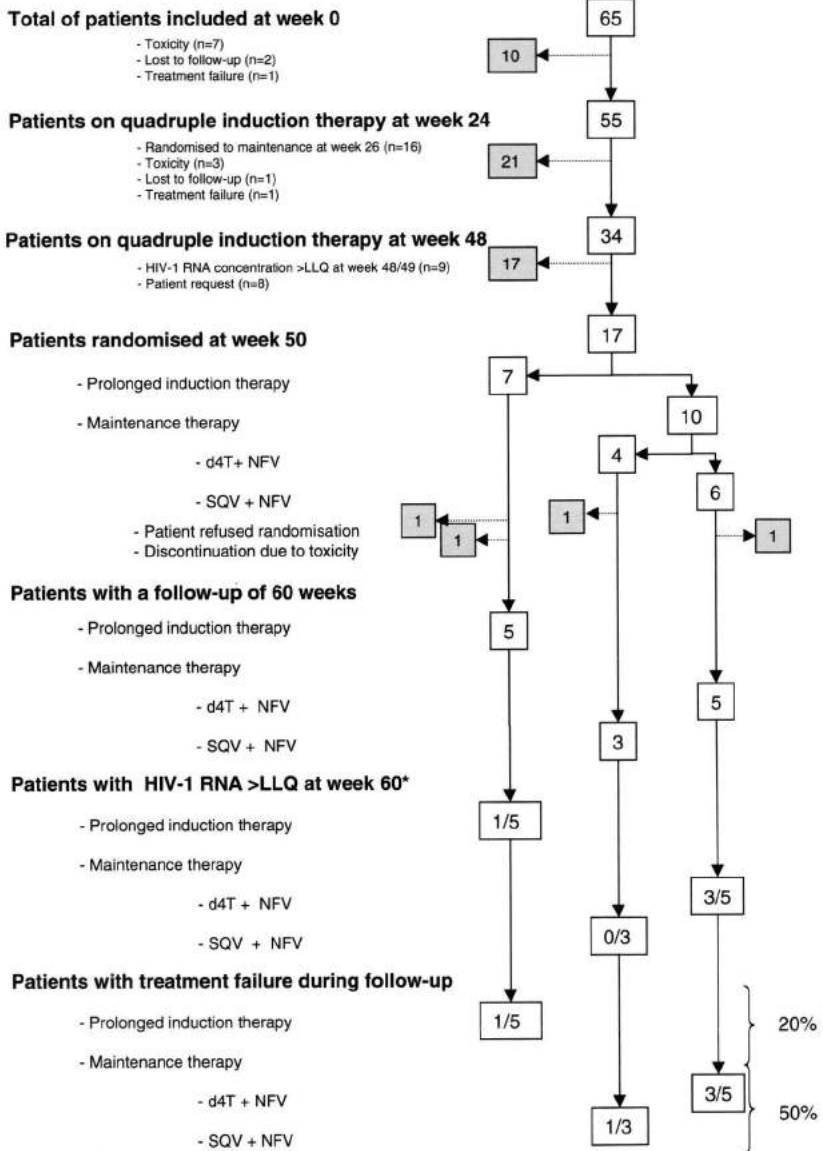 Total of patients included at week 0
65
- Toxicity (n=7)
- Lost to follow-up (n=2)
- Treatment failure (n=1)
10
Patients on quadruple induction therapy at week 24
55
- Randomised to maintenance at week 26 (n=16)
- Toxicity (n=3)
- Lost to follow-up (n=1)
- Treatment failure (n=1)
21
Patients on quadruple induction therapy at week 48
34
- HIV-1 RNA concentration >LLQ at week 48/49 (n=9)
- Patient request (n=8)
17
Patients randomised at week 50
17
- Prolonged induction therapy
7
- Maintenance therapy
10
- d4T+ NFV
4
6
- SQV + NFV
- Patient refused randomisation
1
1
- Discontinuation due to toxicity
1
1
Patients with a follow-up of 60 weeks
- Prolonged induction therapy
5
- Maintenance therapy
- d4T + NFV
5
- SQV + NFV
3
Patients with HIV-1 RNA >LLQ at week 60*
- Prolonged induction therapy
1/5
- Maintenance therapy
- d4T + NFV
3/5
- SQV + NFV
0/3
Patients with treatment failure during follow-up
- Prolonged induction therapy
1/5
20%
- Maintenance therapy
- d4T + NFV
3/5
50%
- SQV + NFV
1/3